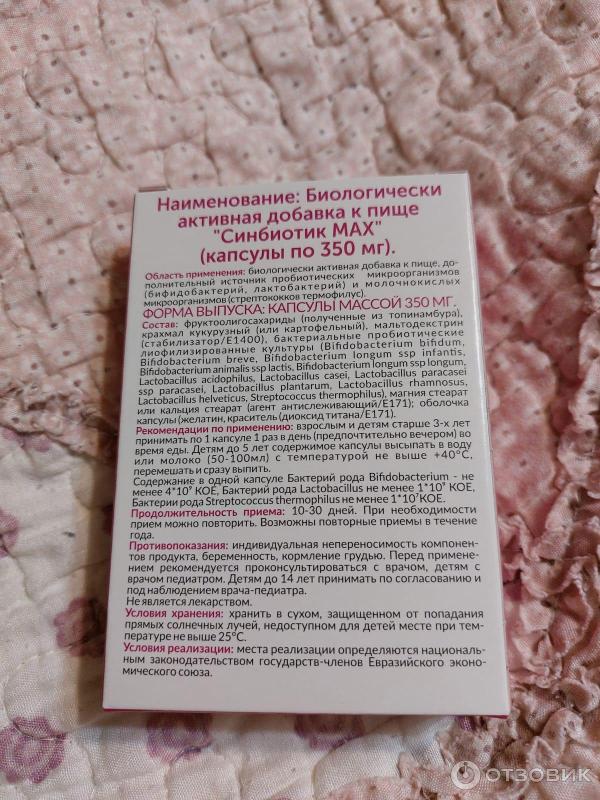 Наименование: Биологически
активная добавка к пище
"Синбиотик МАХ"
(капсулы по 350 мг).
Область применения: биологически активная добавка к пище, до-
полнительный источник пробиотических микроорганизмов
(бифидобактерий, лактобактерий) и молочнокислых
микроорганизмов (стрептококков термофилус).
ФОРМА ВЫПУСКА: КАПСУЛЫ МАССОЙ 350 МГ.
Состав: фруктоолигосахариды (полученные из топинамбура),
крахмал кукурузный (или картофельный), мальтодекстрин
(стабилизатор/Е1400), бактериальные пробиотические
лиофилизированные культуры (Bifidobacterium bifidum,
Bifidobacterium breve, Bifidobacterium longum ssp infantis,
Bifidobacterium animalis ssp lactis, Bifidobacterium longum ssp longum,
Lactobacillus acidophilus, Lactobacillus casei, Lactobacillus paracasei
ssp paracasei, Lactobacillus plantarum, Lactobacillus rhamnosus,
Lactobacillus helveticus, Streptococcus thermophilus), магния стеарат
или кальция стеарат (агент антислеживающий/Е171); оболочка
капсулы (желатин, краситель (диоксид титана/Е171).
Рекомендации по применению: взрослым и детям старше 3-х лет
принимать по 1 капсуле 1 раз в день (предпочтительно вечером) во
время еды. Детям до 5 лет содержимое капсулы высыпать в воду
или молоко (50-100мл) с температурой не выше +40°С,
перемешать и сразу выпить.
Содержание в одной капсуле Бактерий рода Bifidobacterium - не
менее 4*10⁹ КОЕ, Бактерий рода Lactobacillus не менее 1*10⁹ КОЕ,
Бактерии рода Streptococcus thermophilus не менее 1*10⁷КОЕ.
Продолжительность приема: 10-30 дней. При необходимости
прием можно повторить. Возможны повторные приемы в течение
года.
Противопоказания: индивидуальная непереносимость компонен-
тов продукта, беременность, кормление грудью. Перед примене-
нием рекомендуется проконсультироваться с врачом, детям с
врачом педиатром. Детям до 14 лет принимать по согласованию и
под наблюдением врача-педиатра.
Не является лекарством.
Условия хранения: хранить в сухом, защищенном от попадания
прямых солнечных лучей, недоступном для детей месте при тем-
пературе не выше 25°С.
Условия реализации: места реализации определяются националь-
ным законодательством государств-членов Евразийского эконо-
мического союза.
ОТЗОВИК